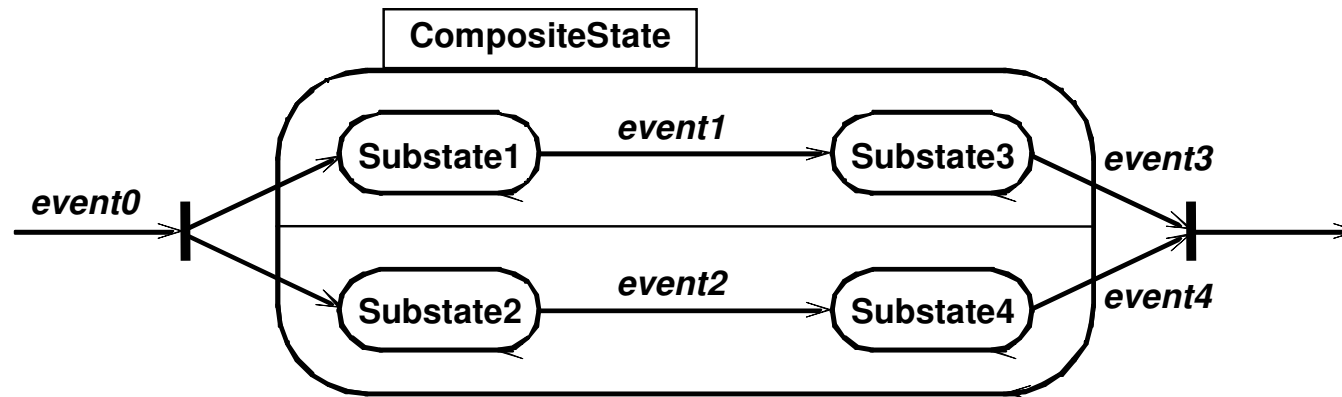 CompositeState
event0
Substate1
event1
Substate3
event3
Substate2
event2
Substate4
event4